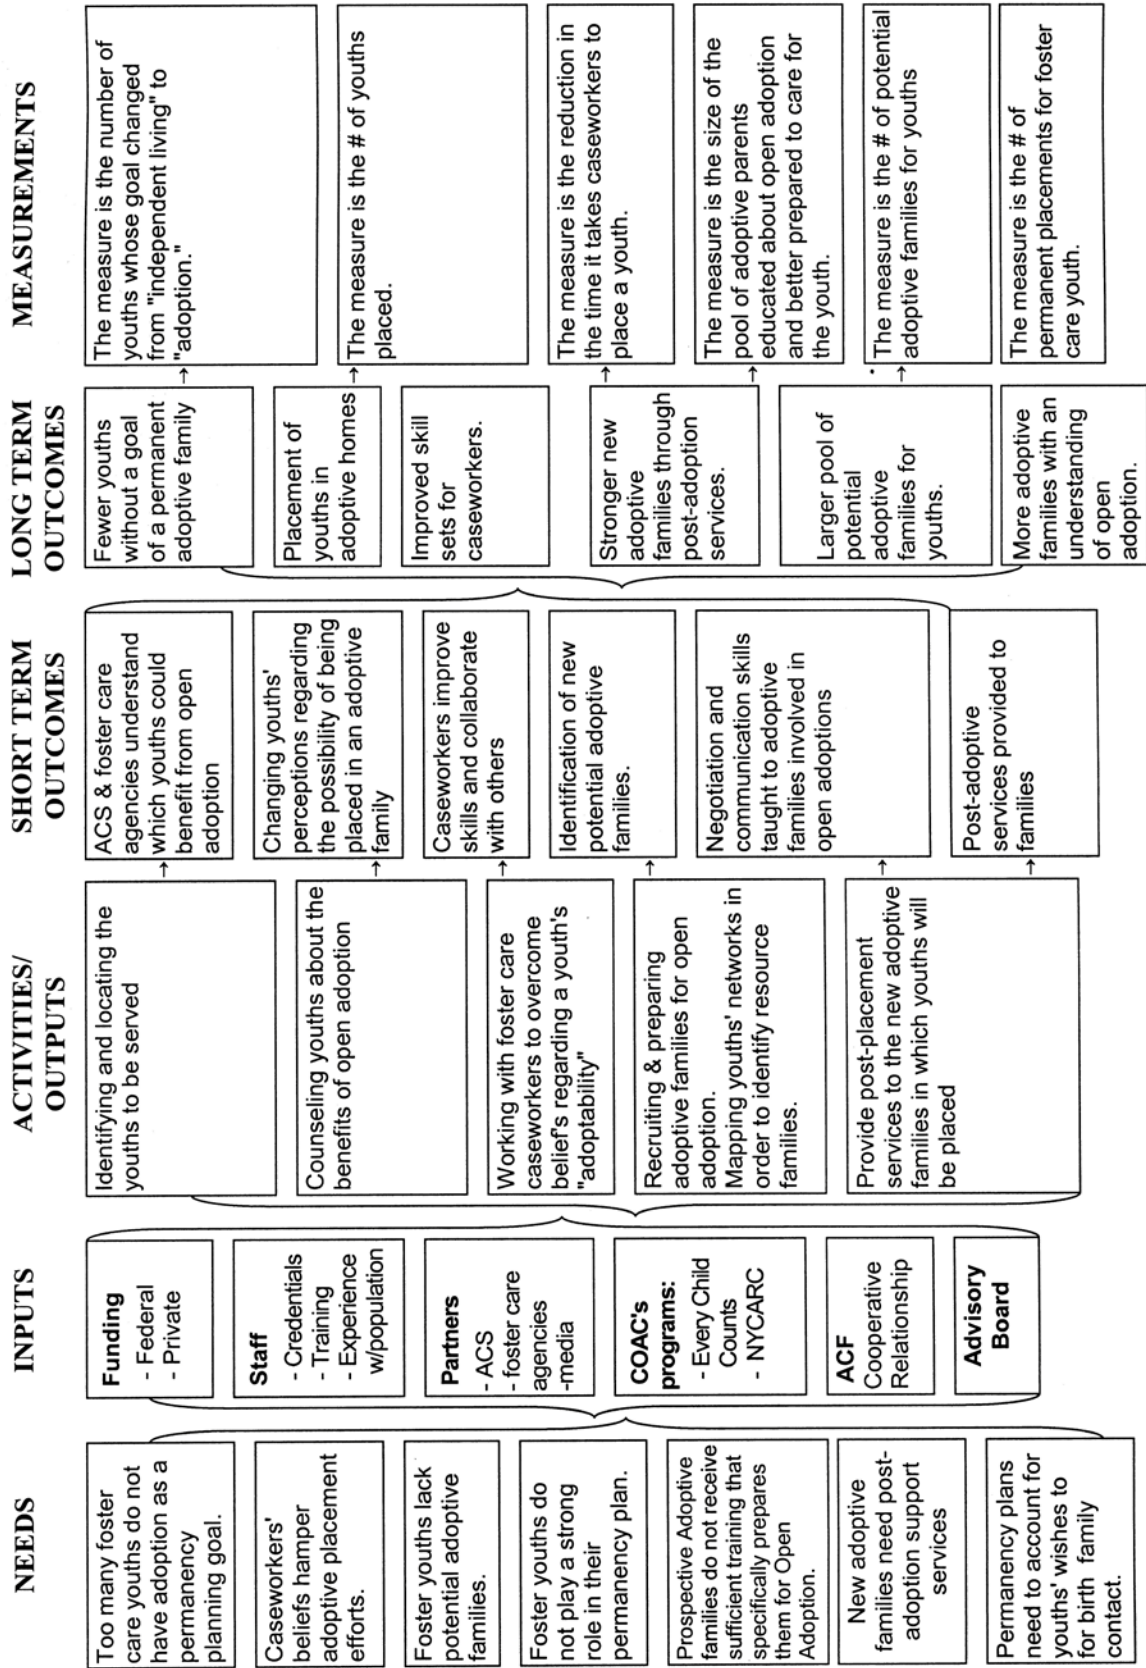 NEEDS
Too many foster
care youths do not
have adoption as a
permanency
planning goal.
Caseworkers'
beliefs hamper
adoptive placement
efforts.
Foster youths lack
potential adoptive
families.
Foster youths do
not play a strong
role in their
permanency plan.
Prospective Adoptive
families do not receive
sufficient training that
specifically prepares
them for Open
Adoption.
New adoptive
families need post-
adoption support
services
Permanency plans
need to account for
youths' wishes to
for birth family
contact.
INPUTS
Funding
- Federal
- Private
Staff
- Credentials
- Training
- Experience
w/population
Partners
- ACS
- foster care
agencies
-media
COAC's
programs:
- Every Child
Counts
- NYCARC
ACF
Cooperative
Relationship
Advisory
Board
ACTIVITIES/
OUTPUTS
Identifying and locating the
youths to be served
Counseling youths about the
benefits of open adoption
Working with foster care
caseworkers to overcome
belief's regarding a youth's
"adoptability"
Recruiting & preparing
adoptive families for open
adoption.
Mapping youths' networks in
order to identify resource
families.
Provide post-placement
services to the new adoptive
families in which youths will
be placed
SHORT TERM
OUTCOMES
ACS & foster care
agencies understand
which youths could
benefit from open
adoption
Changing youths'
perceptions regarding
the possibility of being
placed in an adoptive
family
Caseworkers improve
skills and collaborate
with others
Identification of new
potential adoptive
families.
Negotiation and
communication skills
taught to adoptive
families involved in
open adoptions
Post-adoptive
services provided to
families
LONG TERM
OUTCOMES
Fewer youths
without a goal
of a permanent
adoptive family
Placement of
youths in
adoptive homes
Improved skill
sets for
caseworkers.
Stronger new
adoptive
families through
post-adoption
services.
Larger pool of
potential
adoptive
families for
youths.
More adoptive
families with an
understanding
of open
adoption.
MEASUREMENTS
The measure is the number of
youths whose goal changed
from "independent living" to
"adoption."
The measure is the # of youths
placed.
The measure is the reduction in
the time it takes caseworkers to
place a youth.
The measure is the size of the
pool of adoptive parents
educated about open adoption
and better prepared to care for
the youth.
The measure is the # of potential
adoptive families for youths
The measure is the # of
permanent placements for foster
care youth.